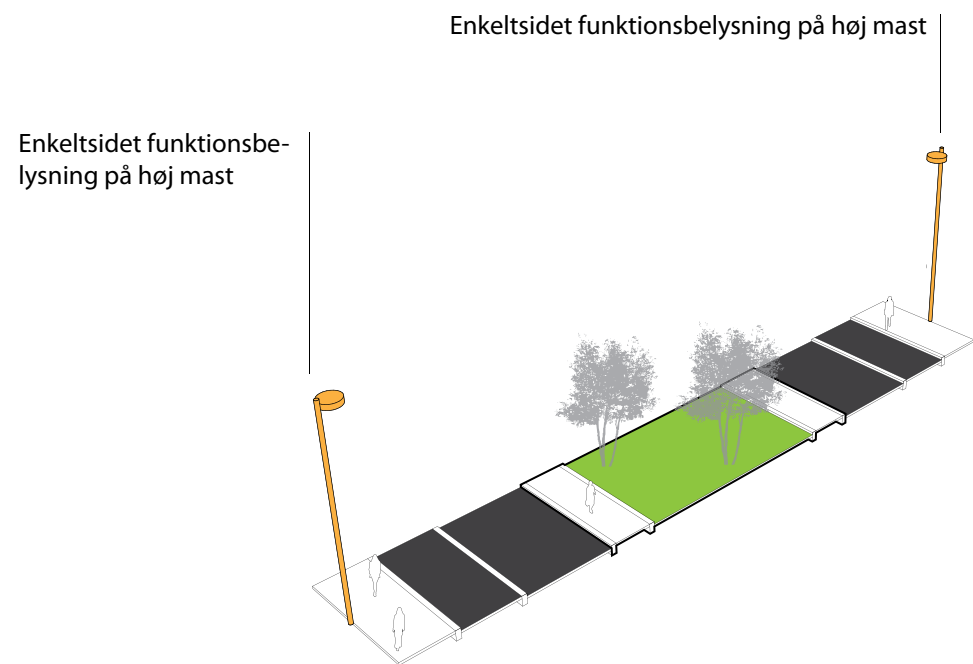 Enkeltsidet funktionsbelysning på høj mast
Enkeltsidet funktionsbe-
lysning på høj mast